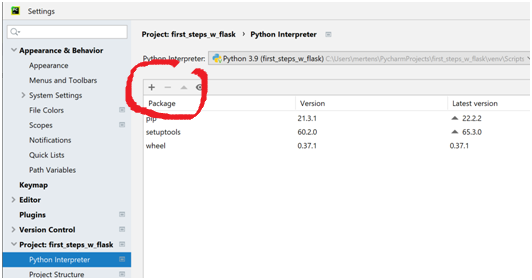 Settings
Appearance & Behavior
Appearance
Menus and Toolbars
System Settings
File Colors
Scopes
Notifications
Quick Lists
Path Variables
Keymap
Editor
Plugins
Version Control
Project: first_steps_w_flask
Python Interpreter
Project Structure
Project: first_steps_w_flask › Python Interpreter
Python Interpreter: Python 3.9 (first_steps_w_flask) C:\Users\mertens\PycharmProjects\first_steps_w_flask\venv\Scripts
Package Version Latest version
pip 21.3.1 22.2.2
setuptools 60.2.0 65.3.0
wheel 0.37.1 0.37.1